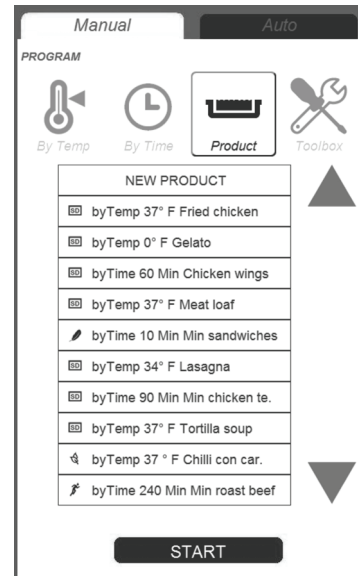 Manual
Auto
PROGRAM
By Temp
By Time
Product
Toolbox
NEW PRODUCT
SD byTemp 37° F Fried chicken
SD byTemp 0° F Gelato
SD byTime 60 Min Chicken wings
SD byTemp 37° F Meat loaf
byTime 10 Min Min sandwiches
SD byTemp 34° F Lasagna
SD byTime 90 Min Min chicken te.
SD byTemp 37° F Tortilla soup
byTemp 37 ° F Chilli con car.
byTime 240 Min Min roast beef
START